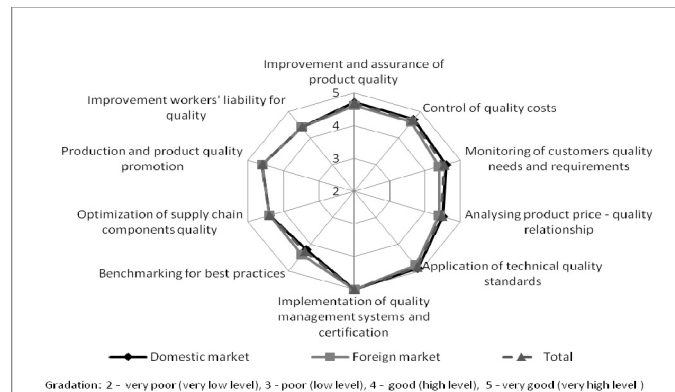 Improvement and assurance of
product quality
5
Improvement workers' liability for
quality
Control of quality costs
4
Production and product quality
promotion
Monitoring of customers quality
needs and requirements
3
2
Optimization of supply chain
components quality
Analysing product price - quality
relationship
Benchmarking for best practices
Application of technical quality
standards
Implementation of quality
management systems and
certification
Domestic market
Foreign market
Total
Gradation: 2 – very poor (very low level), 3 - poor (low level), 4 – good (high level), 5 - very good (very high level )